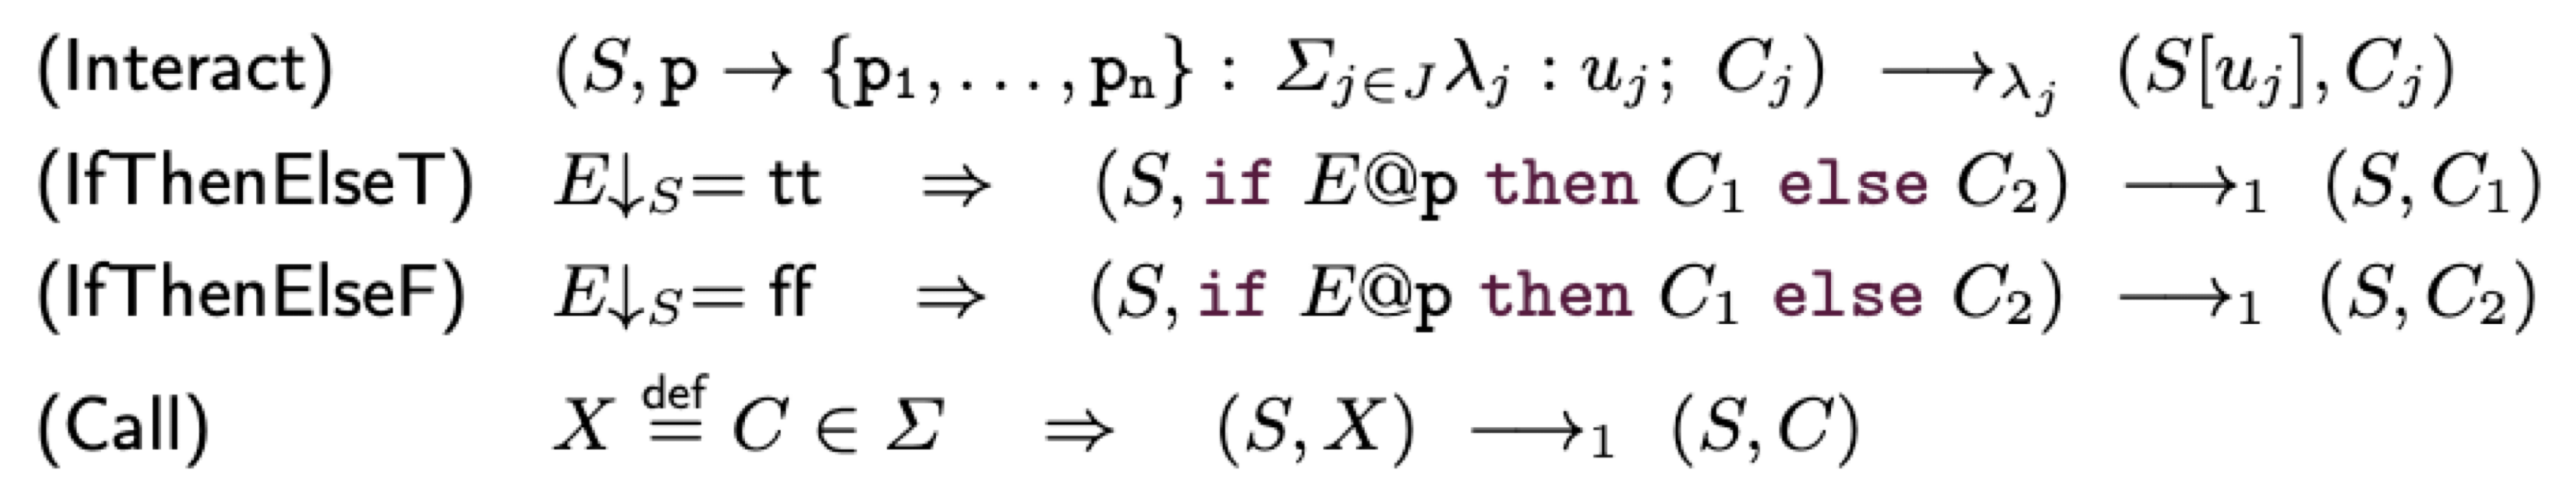 (Interact) (S, p → {p₁, . . . , pₙ} : Σ_{j∈J} λ_j : u_j; C_j) ⟶_{λ_j} (S[u_j], C_j)
(IfThenElseT) E↓_S = tt ⇒ (S, if E@p then C₁ else C₂) ⟶₁ (S, C₁)
(IfThenElseF) E↓_S = ff ⇒ (S, if E@p then C₁ else C₂) ⟶₁ (S, C₂)
(Call) X ≝ C ∈ Σ ⇒ (S, X) ⟶₁ (S, C)